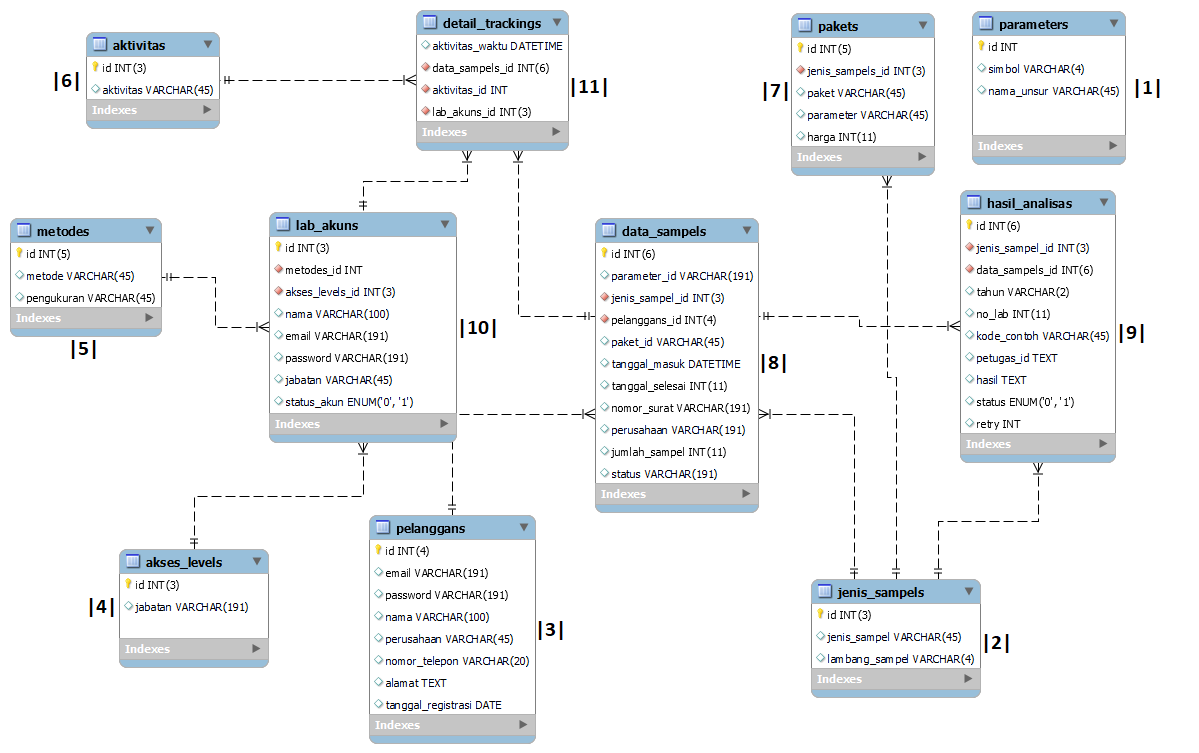 aktivitas
id INT(3)
aktivitas VARCHAR(45)
Indexes
|6|
detail_trackings
aktivitas_waktu DATETIME
data_sampels_id INT(6)
aktivitas_id INT
lab_akuns_id INT(3)
Indexes
|11|
pakets
id INT(5)
jenis_sampels_id INT(3)
paket VARCHAR(45)
parameter VARCHAR(45)
harga INT(11)
Indexes
|7|
parameters
id INT
simbol VARCHAR(4)
nama_unsur VARCHAR(45)
Indexes
|1|
metodes
id INT(5)
metode VARCHAR(45)
pengukuran VARCHAR(45)
Indexes
|5|
lab_akuns
id INT(3)
metodes_id INT
akses_levels_id INT(3)
nama VARCHAR(100)
email VARCHAR(191)
password VARCHAR(191)
jabatan VARCHAR(45)
status_akun ENUM('0', '1')
Indexes
|10|
data_sampels
id INT(6)
parameter_id VARCHAR(191)
jenis_sampel_id INT(3)
pelanggans_id INT(4)
paket_id VARCHAR(45)
tanggal_masuk DATETIME
tanggal_selesai INT(11)
nomor_surat VARCHAR(191)
perusahaan VARCHAR(191)
jumlah_sampel INT(11)
status VARCHAR(191)
Indexes
|8|
hasil_analisas
id INT(6)
jenis_sampel_id INT(3)
data_sampels_id INT(6)
tahun VARCHAR(2)
no_lab INT(11)
kode_contoh VARCHAR(45)
petugas_id TEXT
hasil TEXT
status ENUM('0', '1')
retry INT
Indexes
|9|
akses_levels
id INT(3)
jabatan VARCHAR(191)
Indexes
|4|
pelanggans
id INT(4)
email VARCHAR(191)
password VARCHAR(191)
nama VARCHAR(100)
perusahaan VARCHAR(45)
nomor_telepon VARCHAR(20)
alamat TEXT
tanggal_registrasi DATE
Indexes
|3|
jenis_sampels
id INT(3)
jenis_sampel VARCHAR(45)
lambang_sampel VARCHAR(4)
Indexes
|2|